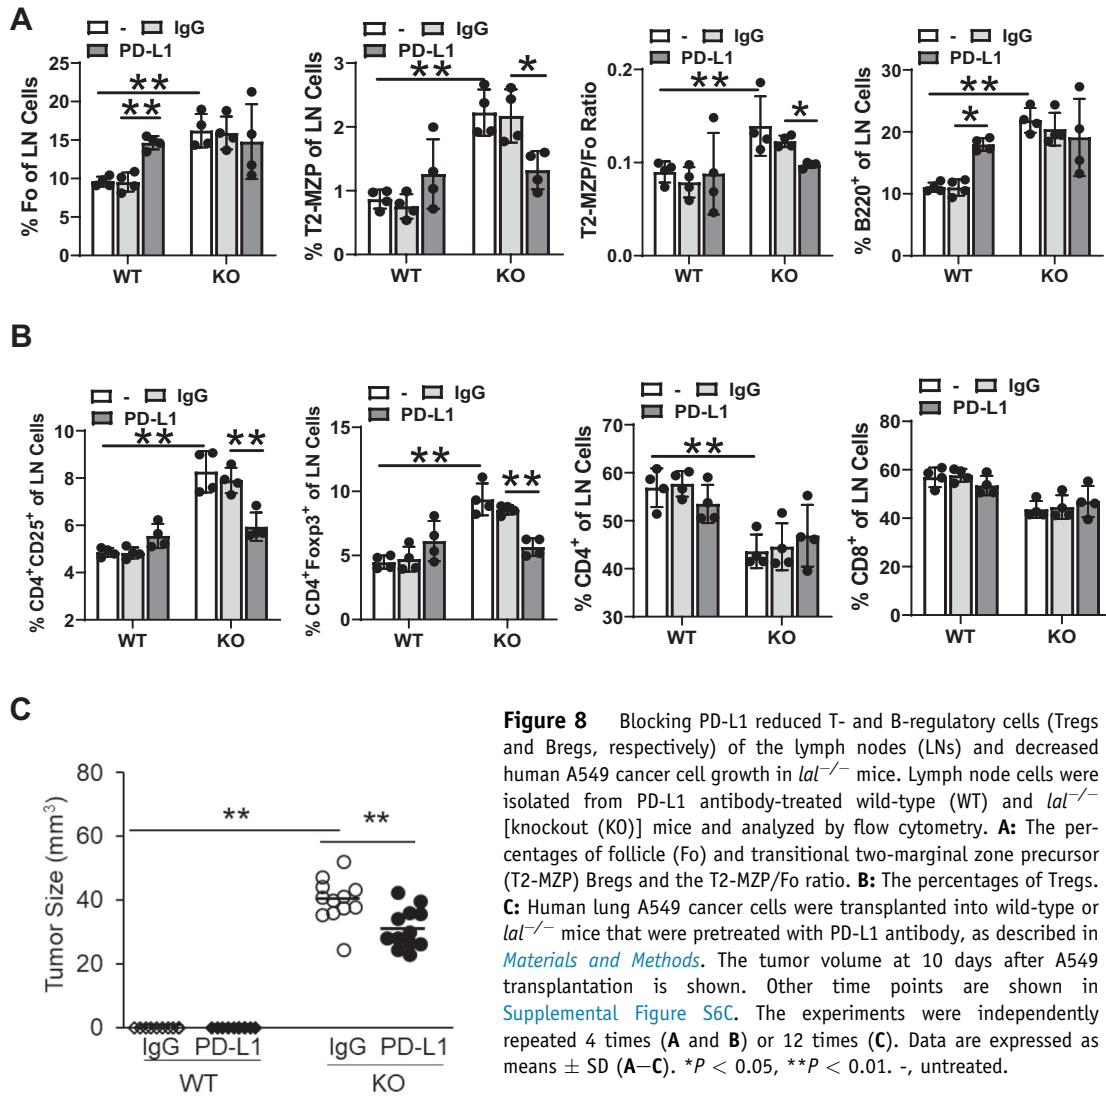 A
- IgG
PD-L1
% Fo of LN Cells
25
20
15
10
5
0
**
**
WT KO
- IgG
PD-L1
% T2-MZP of LN Cells
3
2
1
0
**
*
WT KO
- IgG
PD-L1
T2-MZP/Fo Ratio
0.2
0.1
0.0
**
*
WT KO
- IgG
PD-L1
% B220+ of LN Cells
30
20
10
0
**
*
WT KO
B
- IgG
PD-L1
% CD4+CD25+ of LN Cells
10
8
6
4
2
**
**
WT KO
- IgG
PD-L1
% CD4+Foxp3+ of LN Cells
15
10
5
0
**
**
WT KO
- IgG
PD-L1
% CD4+ of LN Cells
70
60
50
40
30
**
WT KO
- IgG
PD-L1
% CD8+ of LN Cells
80
60
40
20
0
WT KO
C
Tumor Size (mm3)
80
60
40
20
0
**
**
IgG PD-L1 IgG PD-L1
WT KO
Figure 8 Blocking PD-L1 reduced T- and B-regulatory cells (Tregs
and Bregs, respectively) of the lymph nodes (LNs) and decreased
human A549 cancer cell growth in lal−/− mice. Lymph node cells were
isolated from PD-L1 antibody-treated wild-type (WT) and lal−/−
[knockout (KO)] mice and analyzed by flow cytometry. A: The per-
centages of follicle (Fo) and transitional two-marginal zone precursor
(T2-MZP) Bregs and the T2-MZP/Fo ratio. B: The percentages of Tregs.
C: Human lung A549 cancer cells were transplanted into wild-type or
lal−/− mice that were pretreated with PD-L1 antibody, as described in
Materials and Methods. The tumor volume at 10 days after A549
transplantation is shown. Other time points are shown in
Supplemental Figure S6C. The experiments were independently
repeated 4 times (A and B) or 12 times (C). Data are expressed as
means ± SD (A–C). *P < 0.05, **P < 0.01. -, untreated.